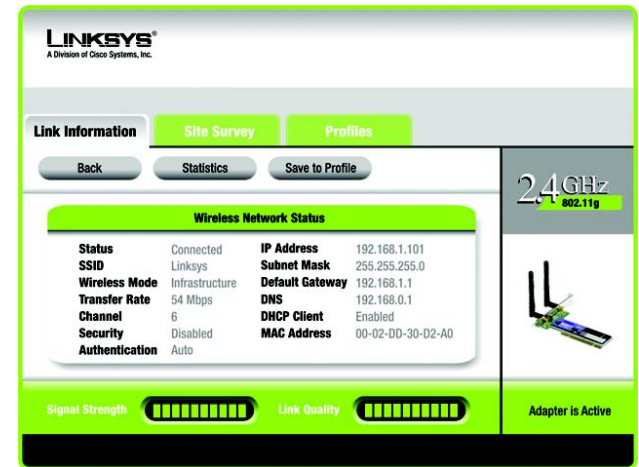 LINKSYS®
A Division of Cisco Systems, Inc.
Link Information Site Survey Profiles
Back Statistics Save to Profile
2.4GHz
802.11g
Wireless Network Status
Status Connected IP Address 192.168.1.101
SSID Linksys Subnet Mask 255.255.255.0
Wireless Mode Infrastructure Default Gateway 192.168.1.1
Transfer Rate 54 Mbps DNS 192.168.0.1
Channel 6 DHCP Client Enabled
Security Disabled MAC Address 00-02-DD-30-D2-A0
Authentication Auto
Signal Strength Link Quality Adapter is Active